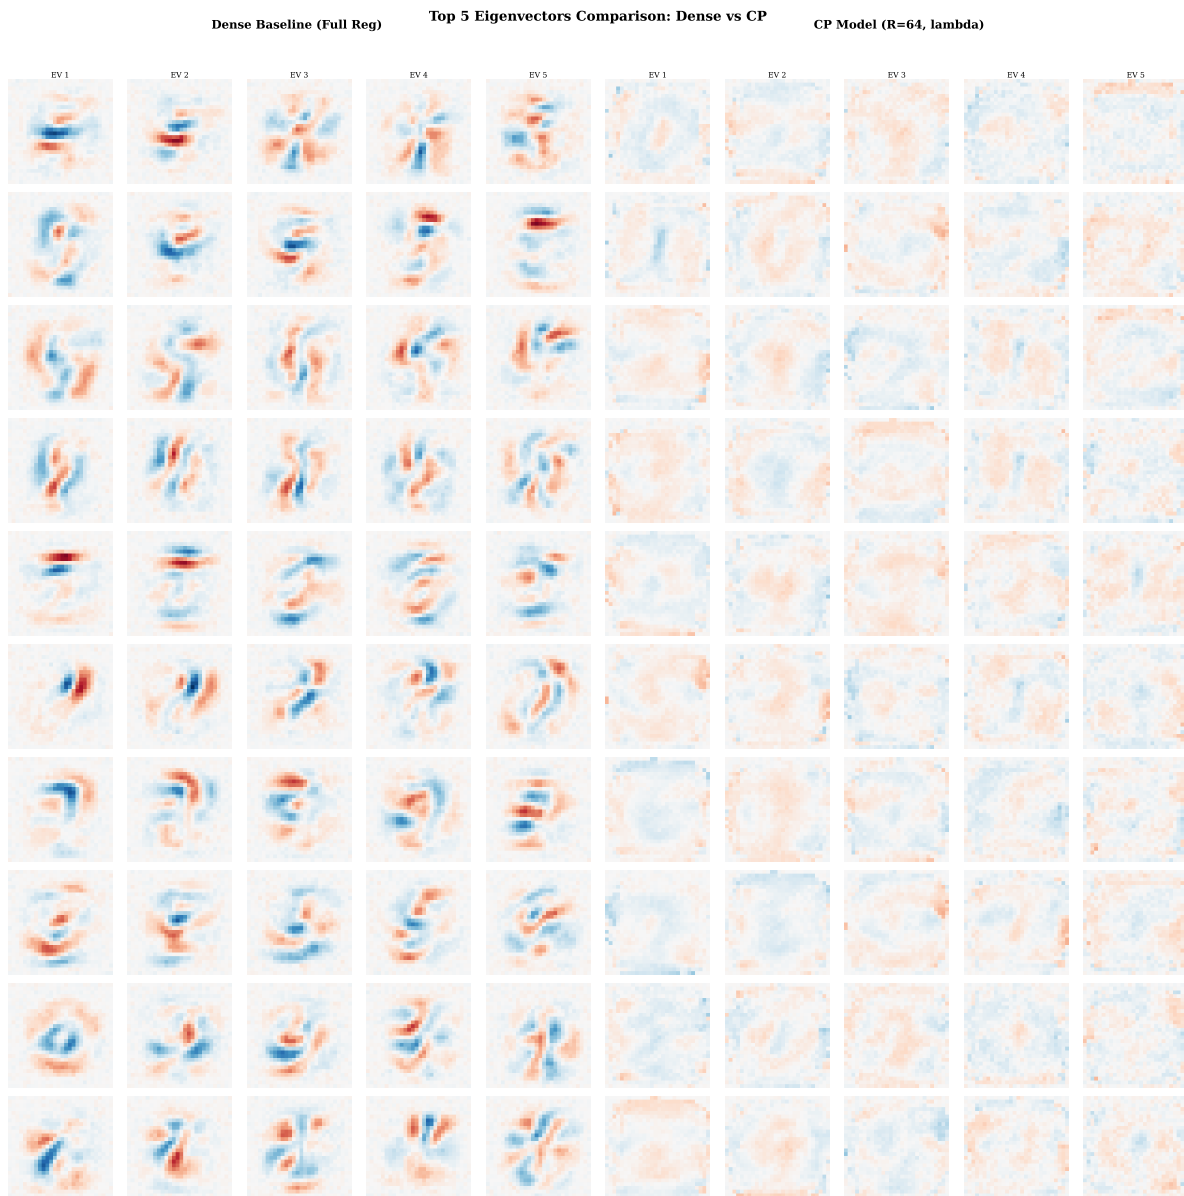 Top 5 Eigenvectors Comparison: Dense vs CP
Dense Baseline (Full Reg)
CP Model (R=64, lambda)
EV 1 EV 2 EV 3 EV 4 EV 5 EV 1 EV 2 EV 3 EV 4 EV 5